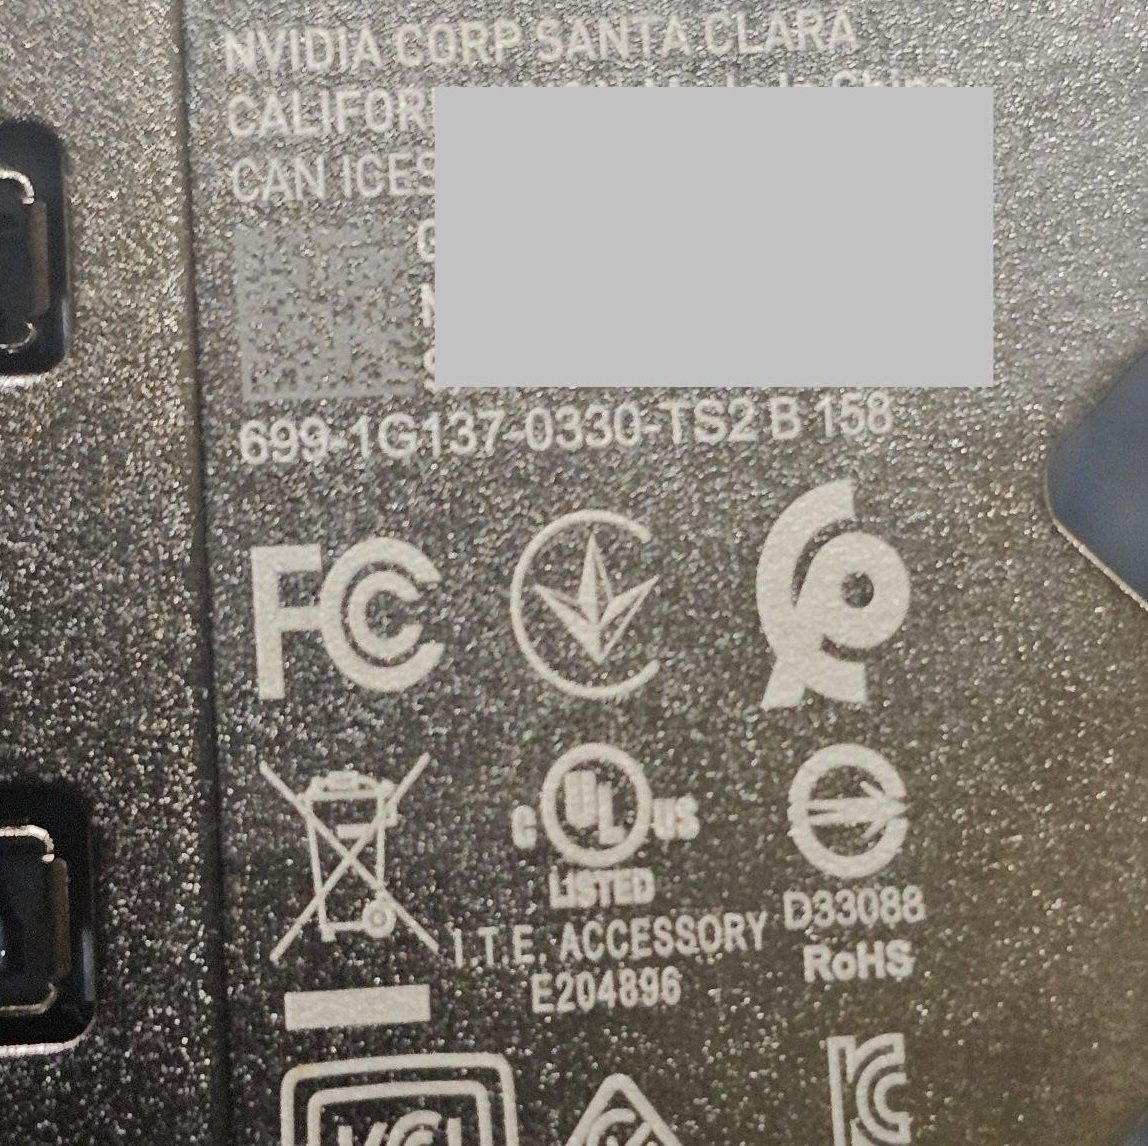 NVIDIA CORP SANTA CLARA
CALIFOR
CAN ICES
699-1G137-0330-TS2 B 158
FC
c UL US
LISTED
I.T.E. ACCESSORY
E204896
D33088
RoHS
VCI